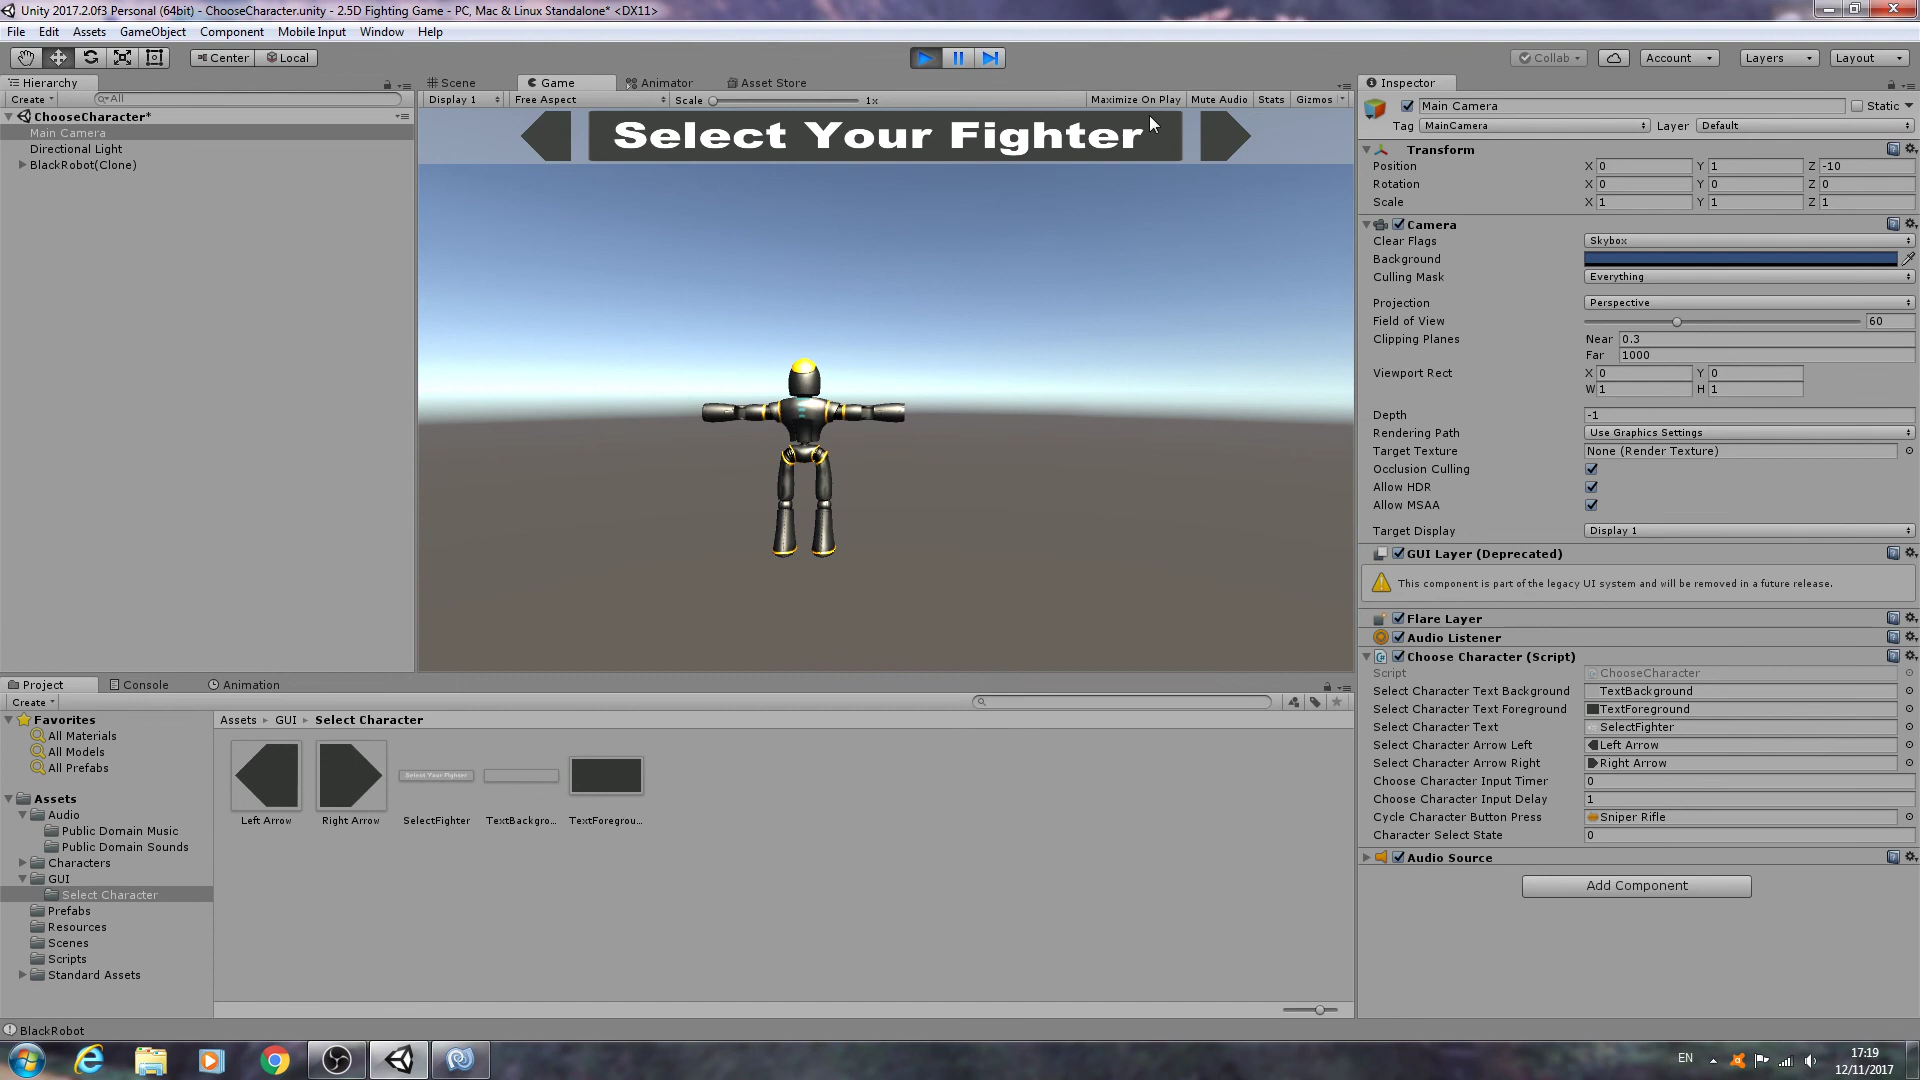 Unity 2017.2.0f3 Personal (64bit) - ChooseCharacter.unity - 2.5D Fighting Game - PC, Mac & Linux Standalone* <DX11>
File Edit Assets GameObject Component Mobile Input Window Help
Center Local
Collab Account Layers Layout
Hierarchy
Create All
ChooseCharacter*
Main Camera
Directional Light
BlackRobot(Clone)
Scene Game Animator Asset Store
Display 1 Free Aspect Scale 1x Maximize On Play Mute Audio Stats Gizmos
Select Your Fighter
Inspector
Main Camera Static
Tag MainCamera Layer Default
Transform
Position X 0 Y 1 Z -10
Rotation X 0 Y 0 Z 0
Scale X 1 Y 1 Z 1
Camera
Clear Flags Skybox
Background
Culling Mask Everything
Projection Perspective
Field of View 60
Clipping Planes Near 0.3
Far 1000
Viewport Rect X 0 Y 0
W 1 H 1
Depth -1
Rendering Path Use Graphics Settings
Target Texture None (Render Texture)
Occlusion Culling
Allow HDR
Allow MSAA
Target Display Display 1
GUI Layer (Deprecated)
This component is part of the legacy UI system and will be removed in a future release.
Flare Layer
Audio Listener
Choose Character (Script)
Script ChooseCharacter
Select Character Text Background TextBackground
Select Character Text Foreground TextForeground
Select Character Text SelectFighter
Select Character Arrow Left Left Arrow
Select Character Arrow Right Right Arrow
Choose Character Input Timer 0
Choose Character Input Delay 1
Cycle Character Button Press Sniper Rifle
Character Select State 0
Audio Source
Add Component
Project Console Animation
Create
Favorites
All Materials
All Models
All Prefabs
Assets
Audio
Public Domain Music
Public Domain Sounds
Characters
GUI
Select Character
Prefabs
Resources
Scenes
Scripts
Standard Assets
Assets GUI Select Character
Select Your Fighter
Left Arrow Right Arrow SelectFighter TextBackgro... TextForegrou...
BlackRobot
EN 17:19
12/11/2017